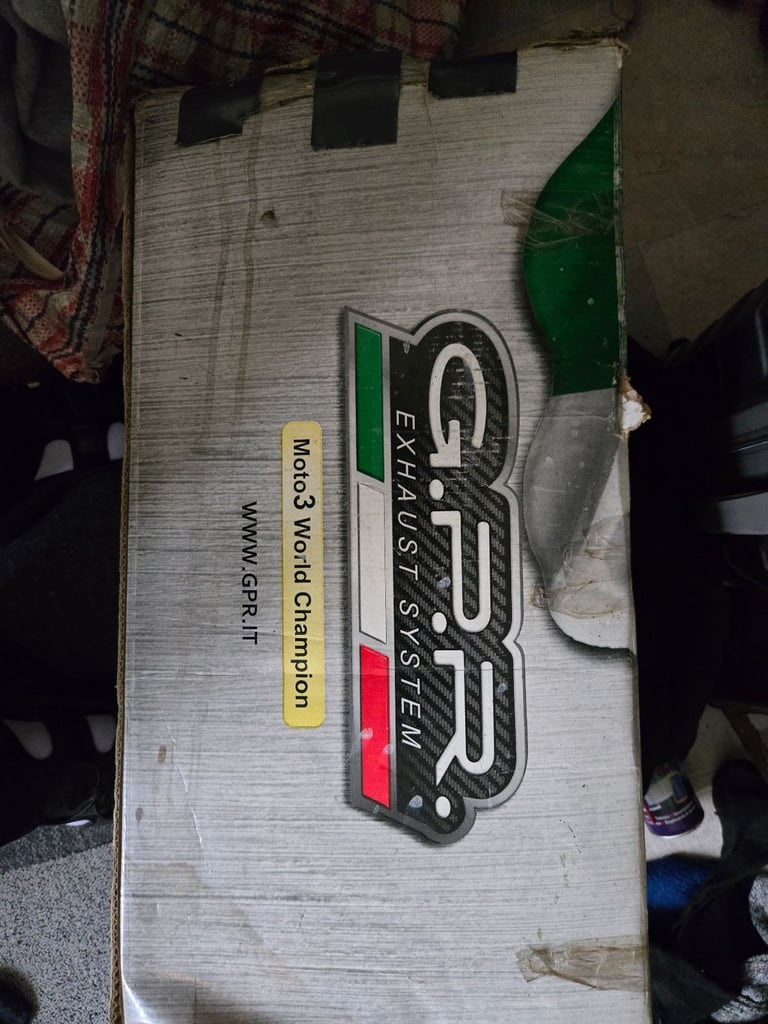 G.P.R.
EXHAUST SYSTEM
Moto3 World Champion
WWW.GPR.IT